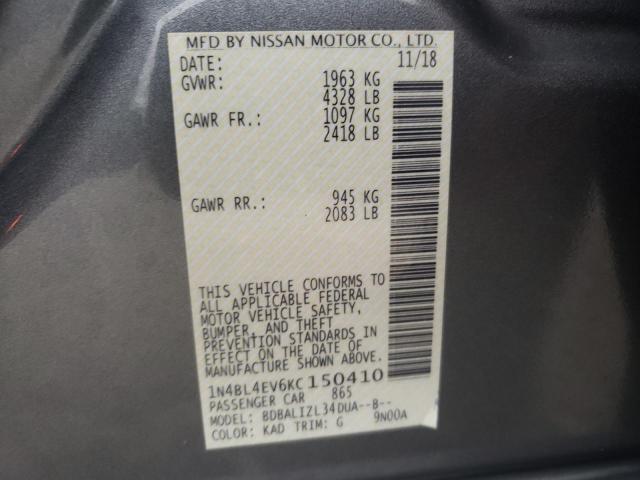 MFD BY NISSAN MOTOR CO., LTD.
DATE: 11/18
GVWR: 1963 KG
4328 LB
GAWR FR.: 1097 KG
2418 LB
GAWR RR.: 945 KG
2083 LB
THIS VEHICLE CONFORMS TO
ALL APPLICABLE FEDERAL
MOTOR VEHICLE SAFETY,
BUMPER, AND THEFT
PREVENTION STANDARDS IN
EFFECT ON THE DATE OF
MANUFACTURE SHOWN ABOVE.
1N4BL4EV6KC150410
PASSENGER CAR 865
MODEL: BDBALIZL34DUA--B--
COLOR: KAD TRIM: G 9N00A